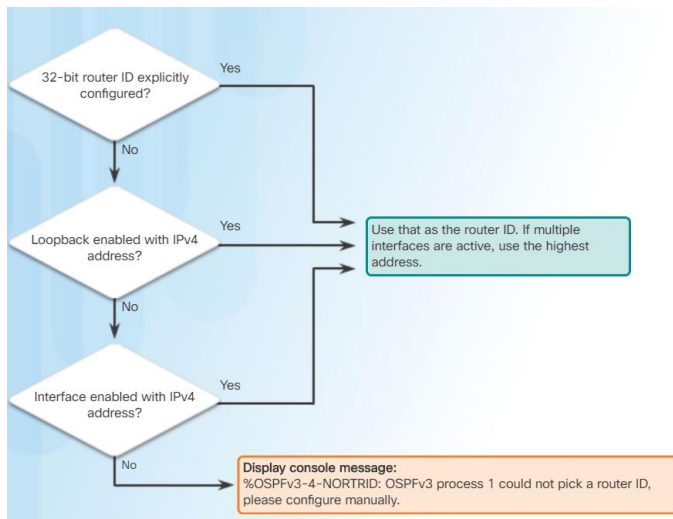 32-bit router ID explicitly
configured?
Yes
No
Loopback enabled with IPv4
address?
Yes
Use that as the router ID. If multiple
interfaces are active, use the highest
address.
No
Interface enabled with IPv4
address?
Yes
No
Display console message:
%OSPFv3-4-NORTRID: OSPFv3 process 1 could not pick a router ID,
please configure manually.